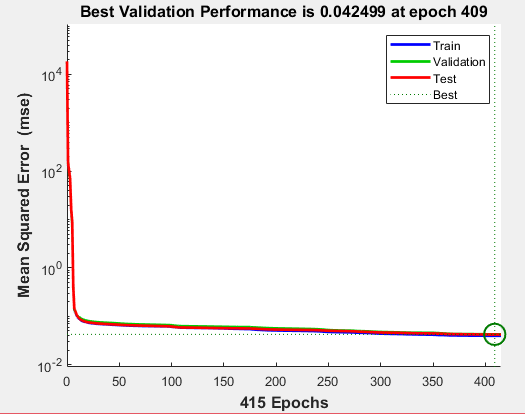 Best Validation Performance is 0.042499 at epoch 409
Mean Squared Error (mse)
10^4
10^2
10^0
10^-2
Train
Validation
Test
Best
0 50 100 150 200 250 300 350 400
415 Epochs